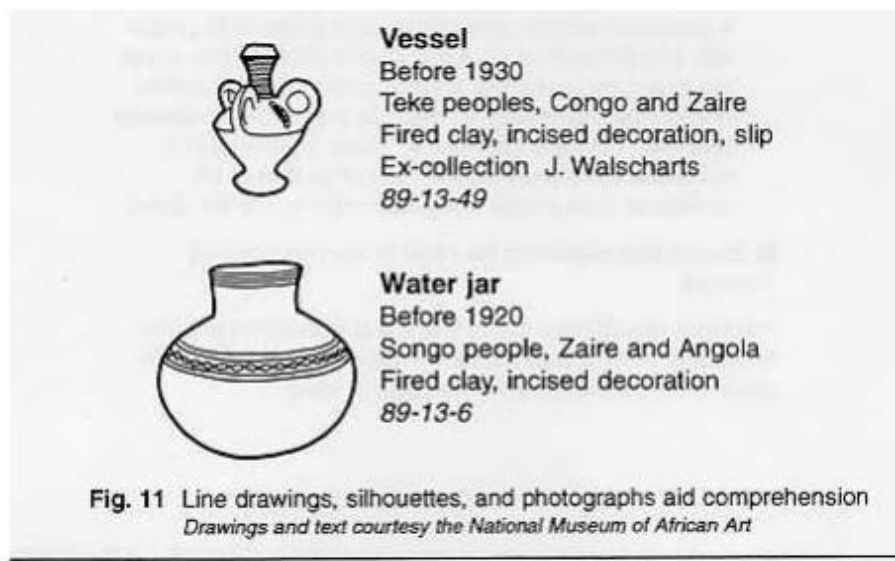 Vessel
Before 1930
Teke peoples, Congo and Zaire
Fired clay, incised decoration, slip
Ex-collection J. Walscharts
89-13-49
Water jar
Before 1920
Songo people, Zaire and Angola
Fired clay, incised decoration
89-13-6
Fig. 11 Line drawings, silhouettes, and photographs aid comprehension
Drawings and text courtesy the National Museum of African Art